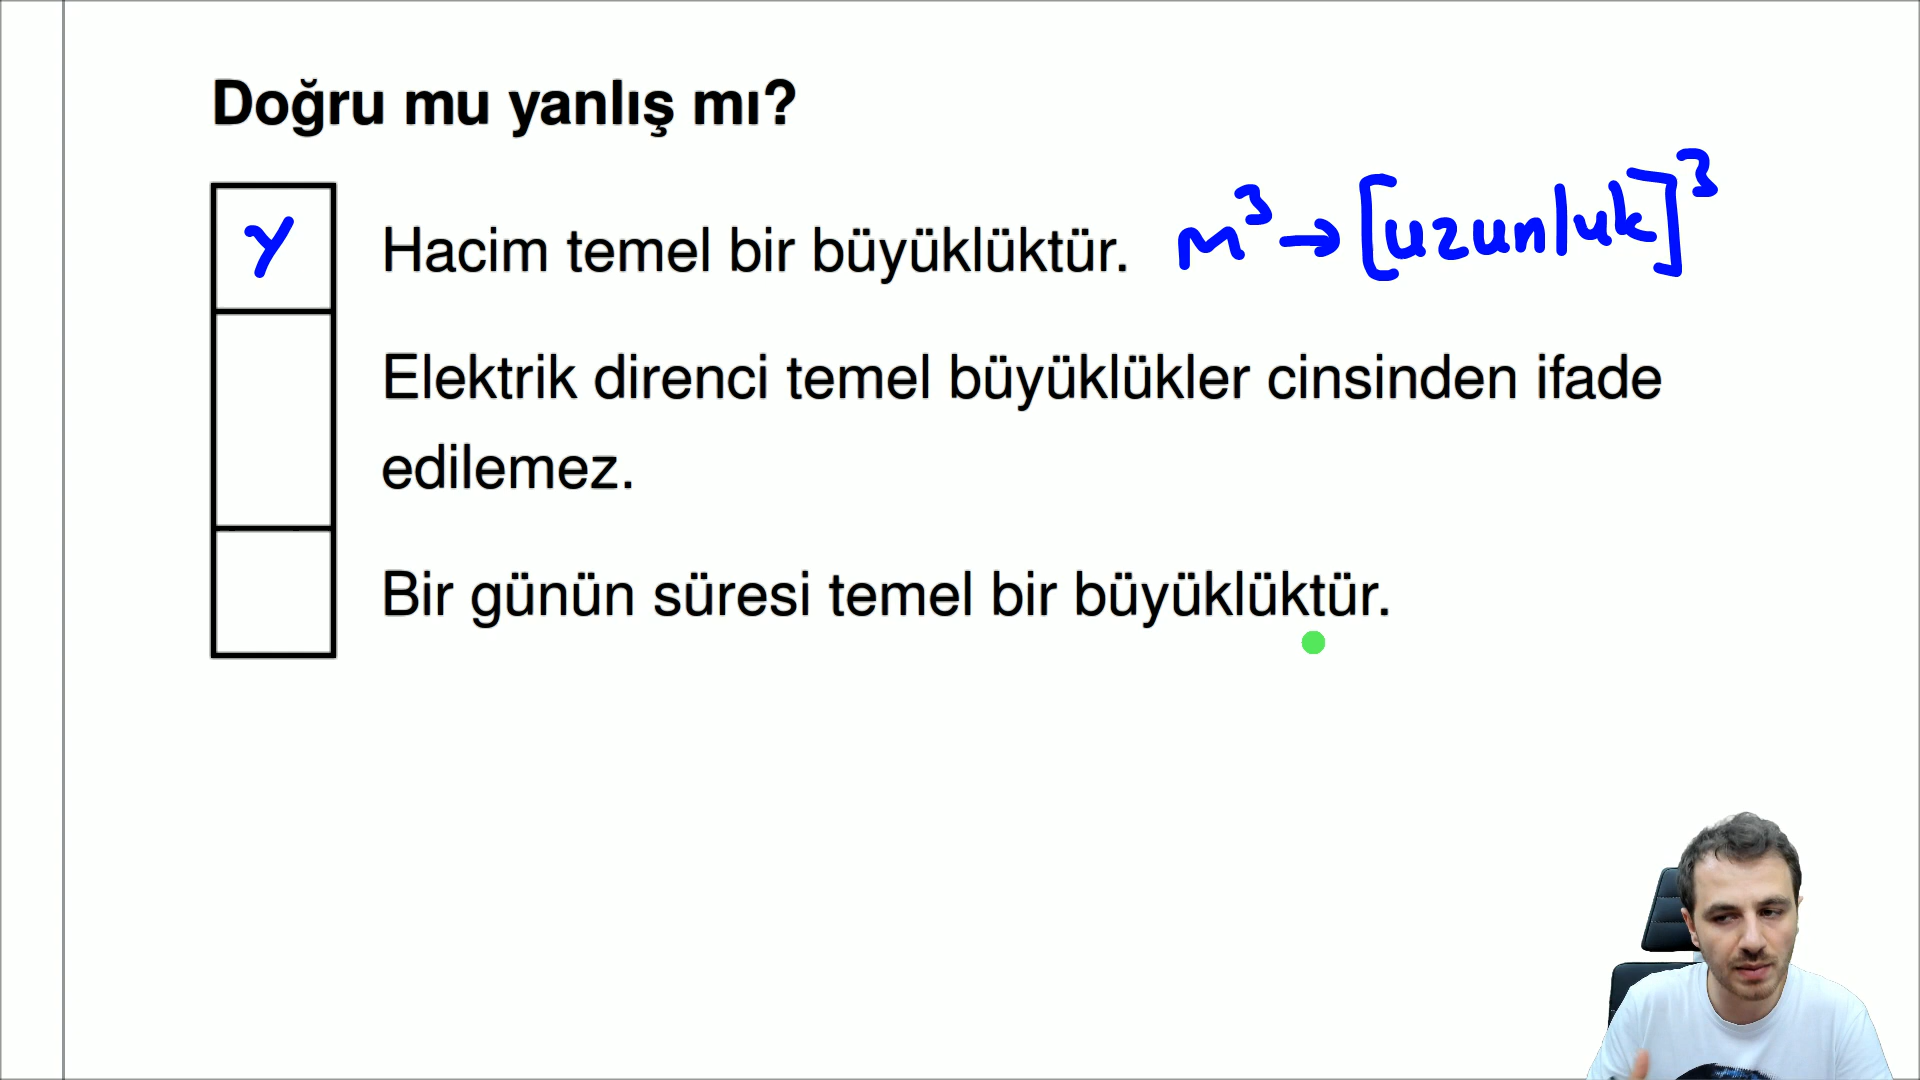 Doğru mu yanlış mı?
y Hacim temel bir büyüklüktür. m³ → [uzunluk]³
Elektrik direnci temel büyüklükler cinsinden ifade
edilemez.
Bir günün süresi temel bir büyüklüktür.